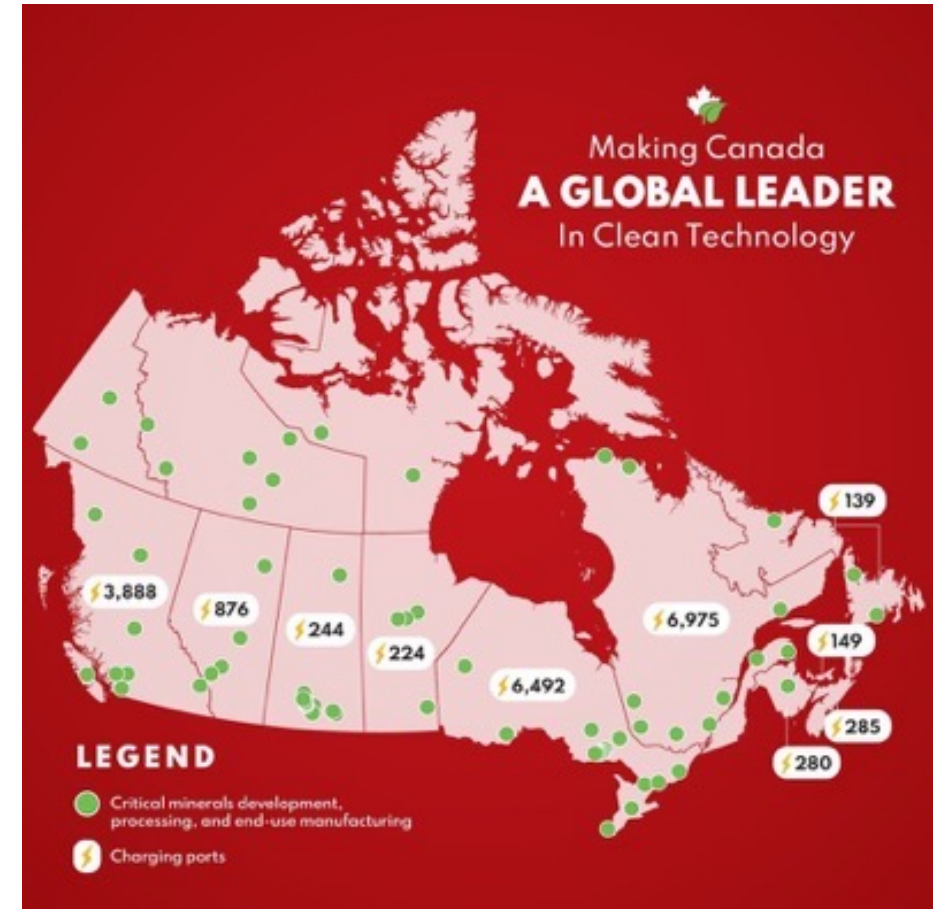 Making Canada
A GLOBAL LEADER
In Clean Technology
139
3,888
876
244
224
6,975
149
6,492
285
280
LEGEND
Critical minerals development,
processing, and end-use manufacturing
Charging ports